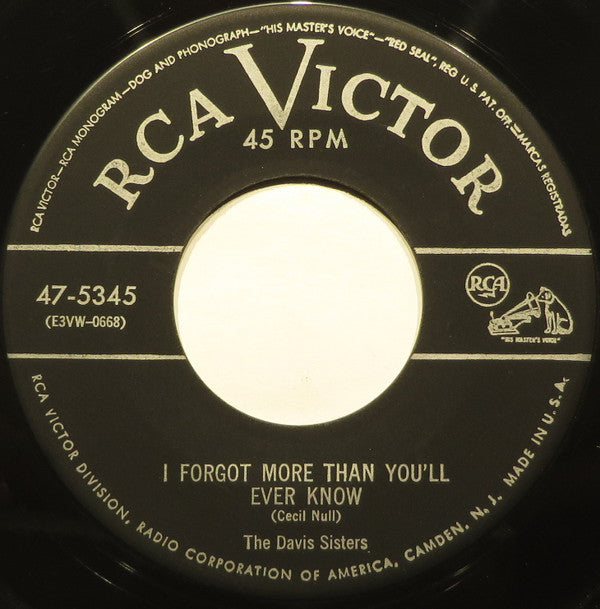 RCA VICTOR—RCA MONOGRAM—DOG AND PHONOGRAPH—"HIS MASTER'S VOICE"—"RED SEAL", REG U. S. PAT. OFF.—MARCAS REGISTRADAS
RCA VICTOR
45 RPM
47-5345
(E3VW-0668)
RCA
"HIS MASTER'S VOICE"
I FORGOT MORE THAN YOU'LL
EVER KNOW
(Cecil Null)
The Davis Sisters
RCA VICTOR DIVISION, RADIO CORPORATION OF AMERICA, CAMDEN, N. J. MADE IN U. S. A.